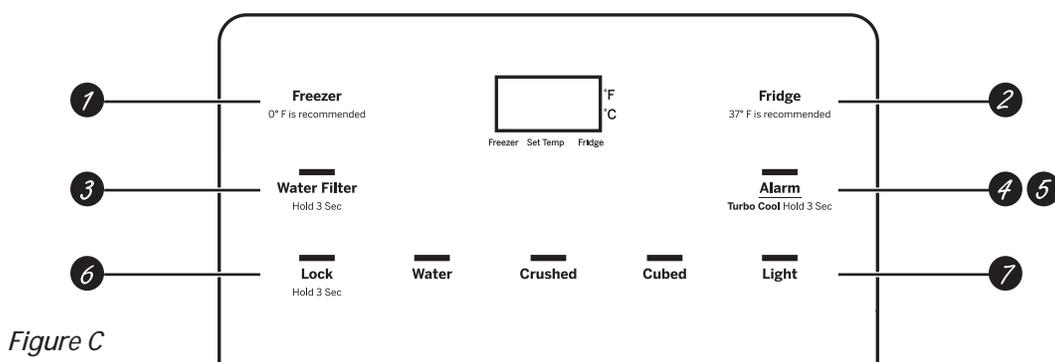 1
Freezer
0° F is recommended
°F
°C
Freezer Set Temp Fridge
Fridge
37° F is recommended
2
3
Water Filter
Hold 3 Sec
Alarm
Turbo Cool Hold 3 Sec
4 5
6
Lock
Hold 3 Sec
Water
Crushed
Cubed
Light
7
Figure C